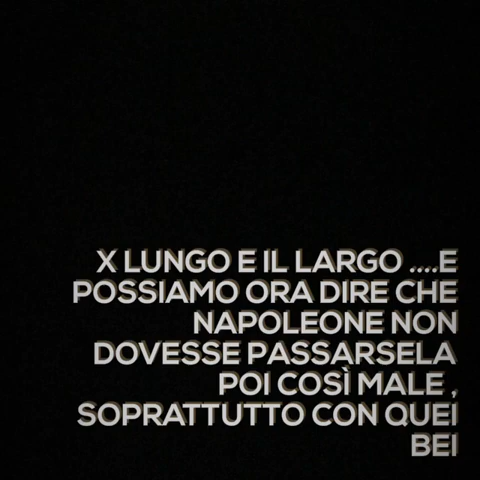 X LUNGO E IL LARGO ....E
POSSIAMO ORA DIRE CHE
NAPOLEONE NON
DOVESSE PASSARSELA
POI COSÌ MALE ,
SOPRATTUTTO CON QUEI
BEI